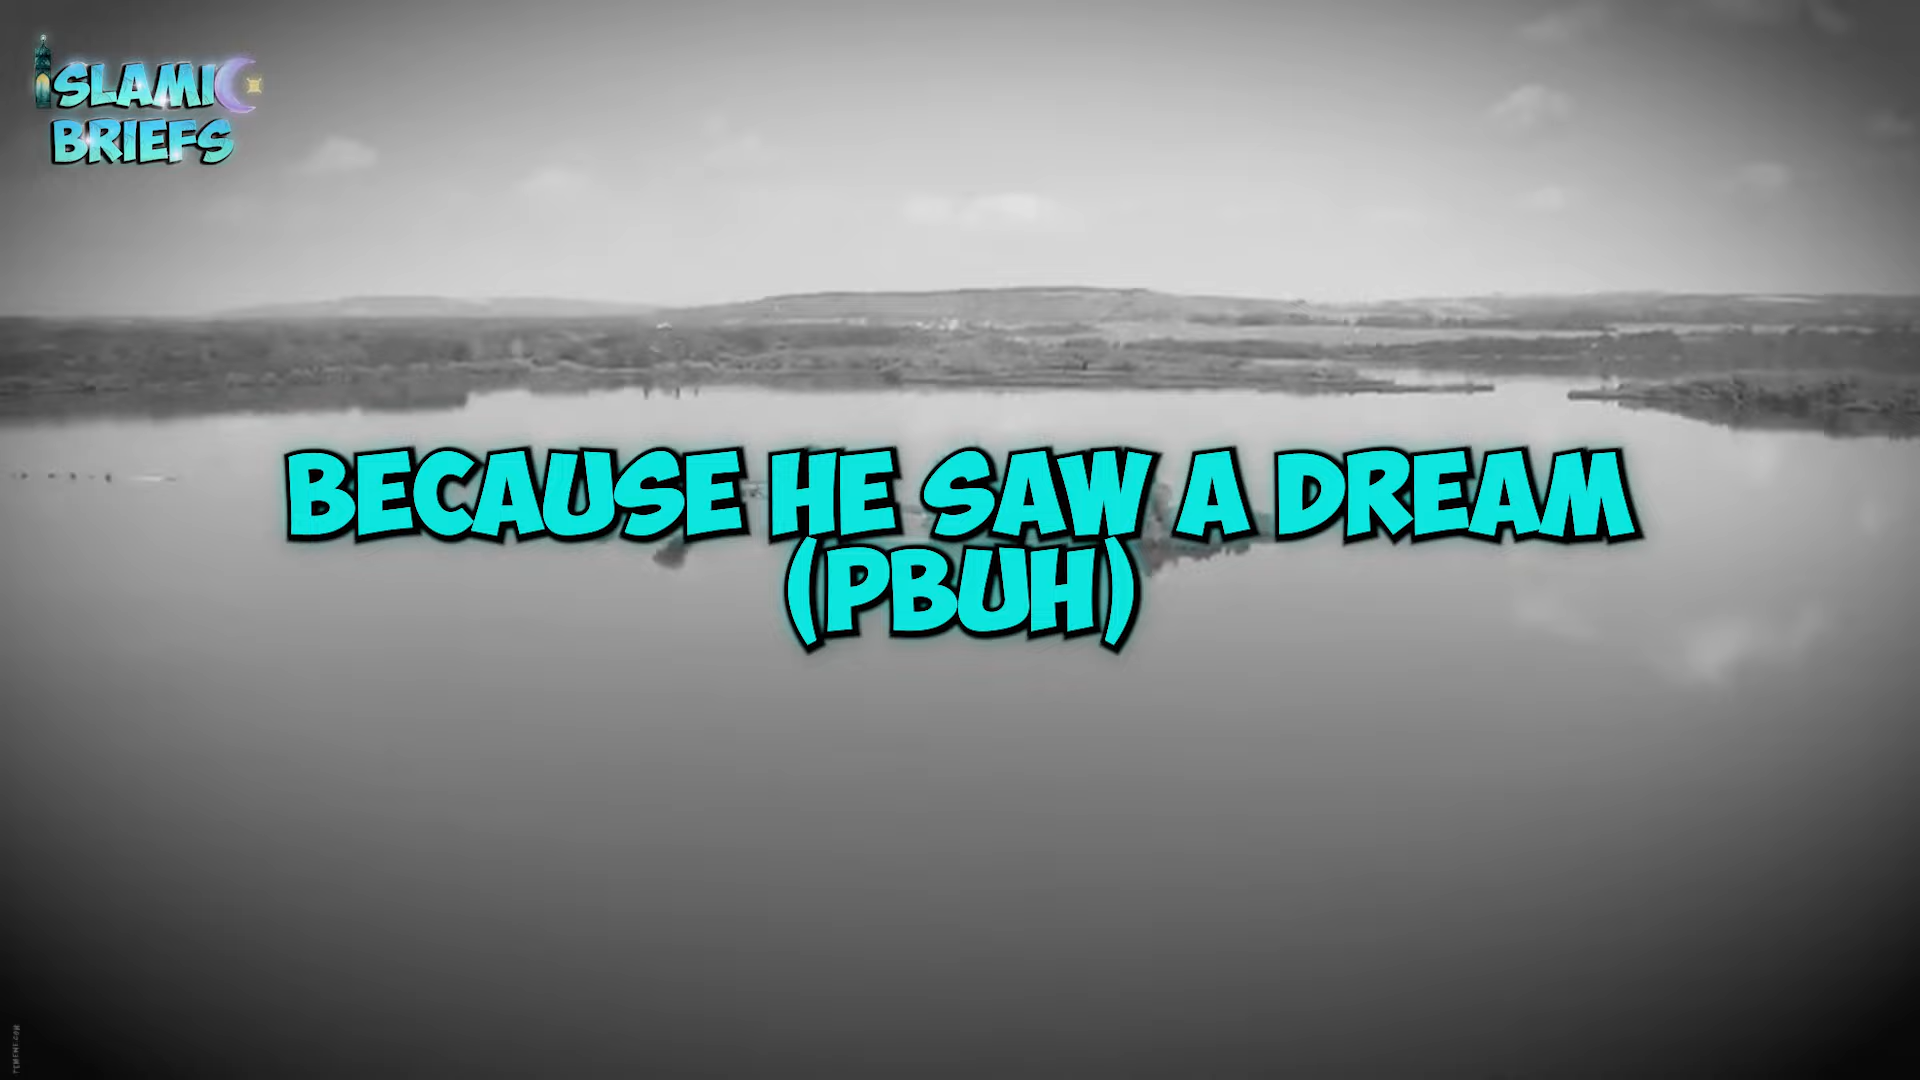 ISLAMIC
BRIEFS
BECAUSE HE SAW A DREAM
(PBUH)